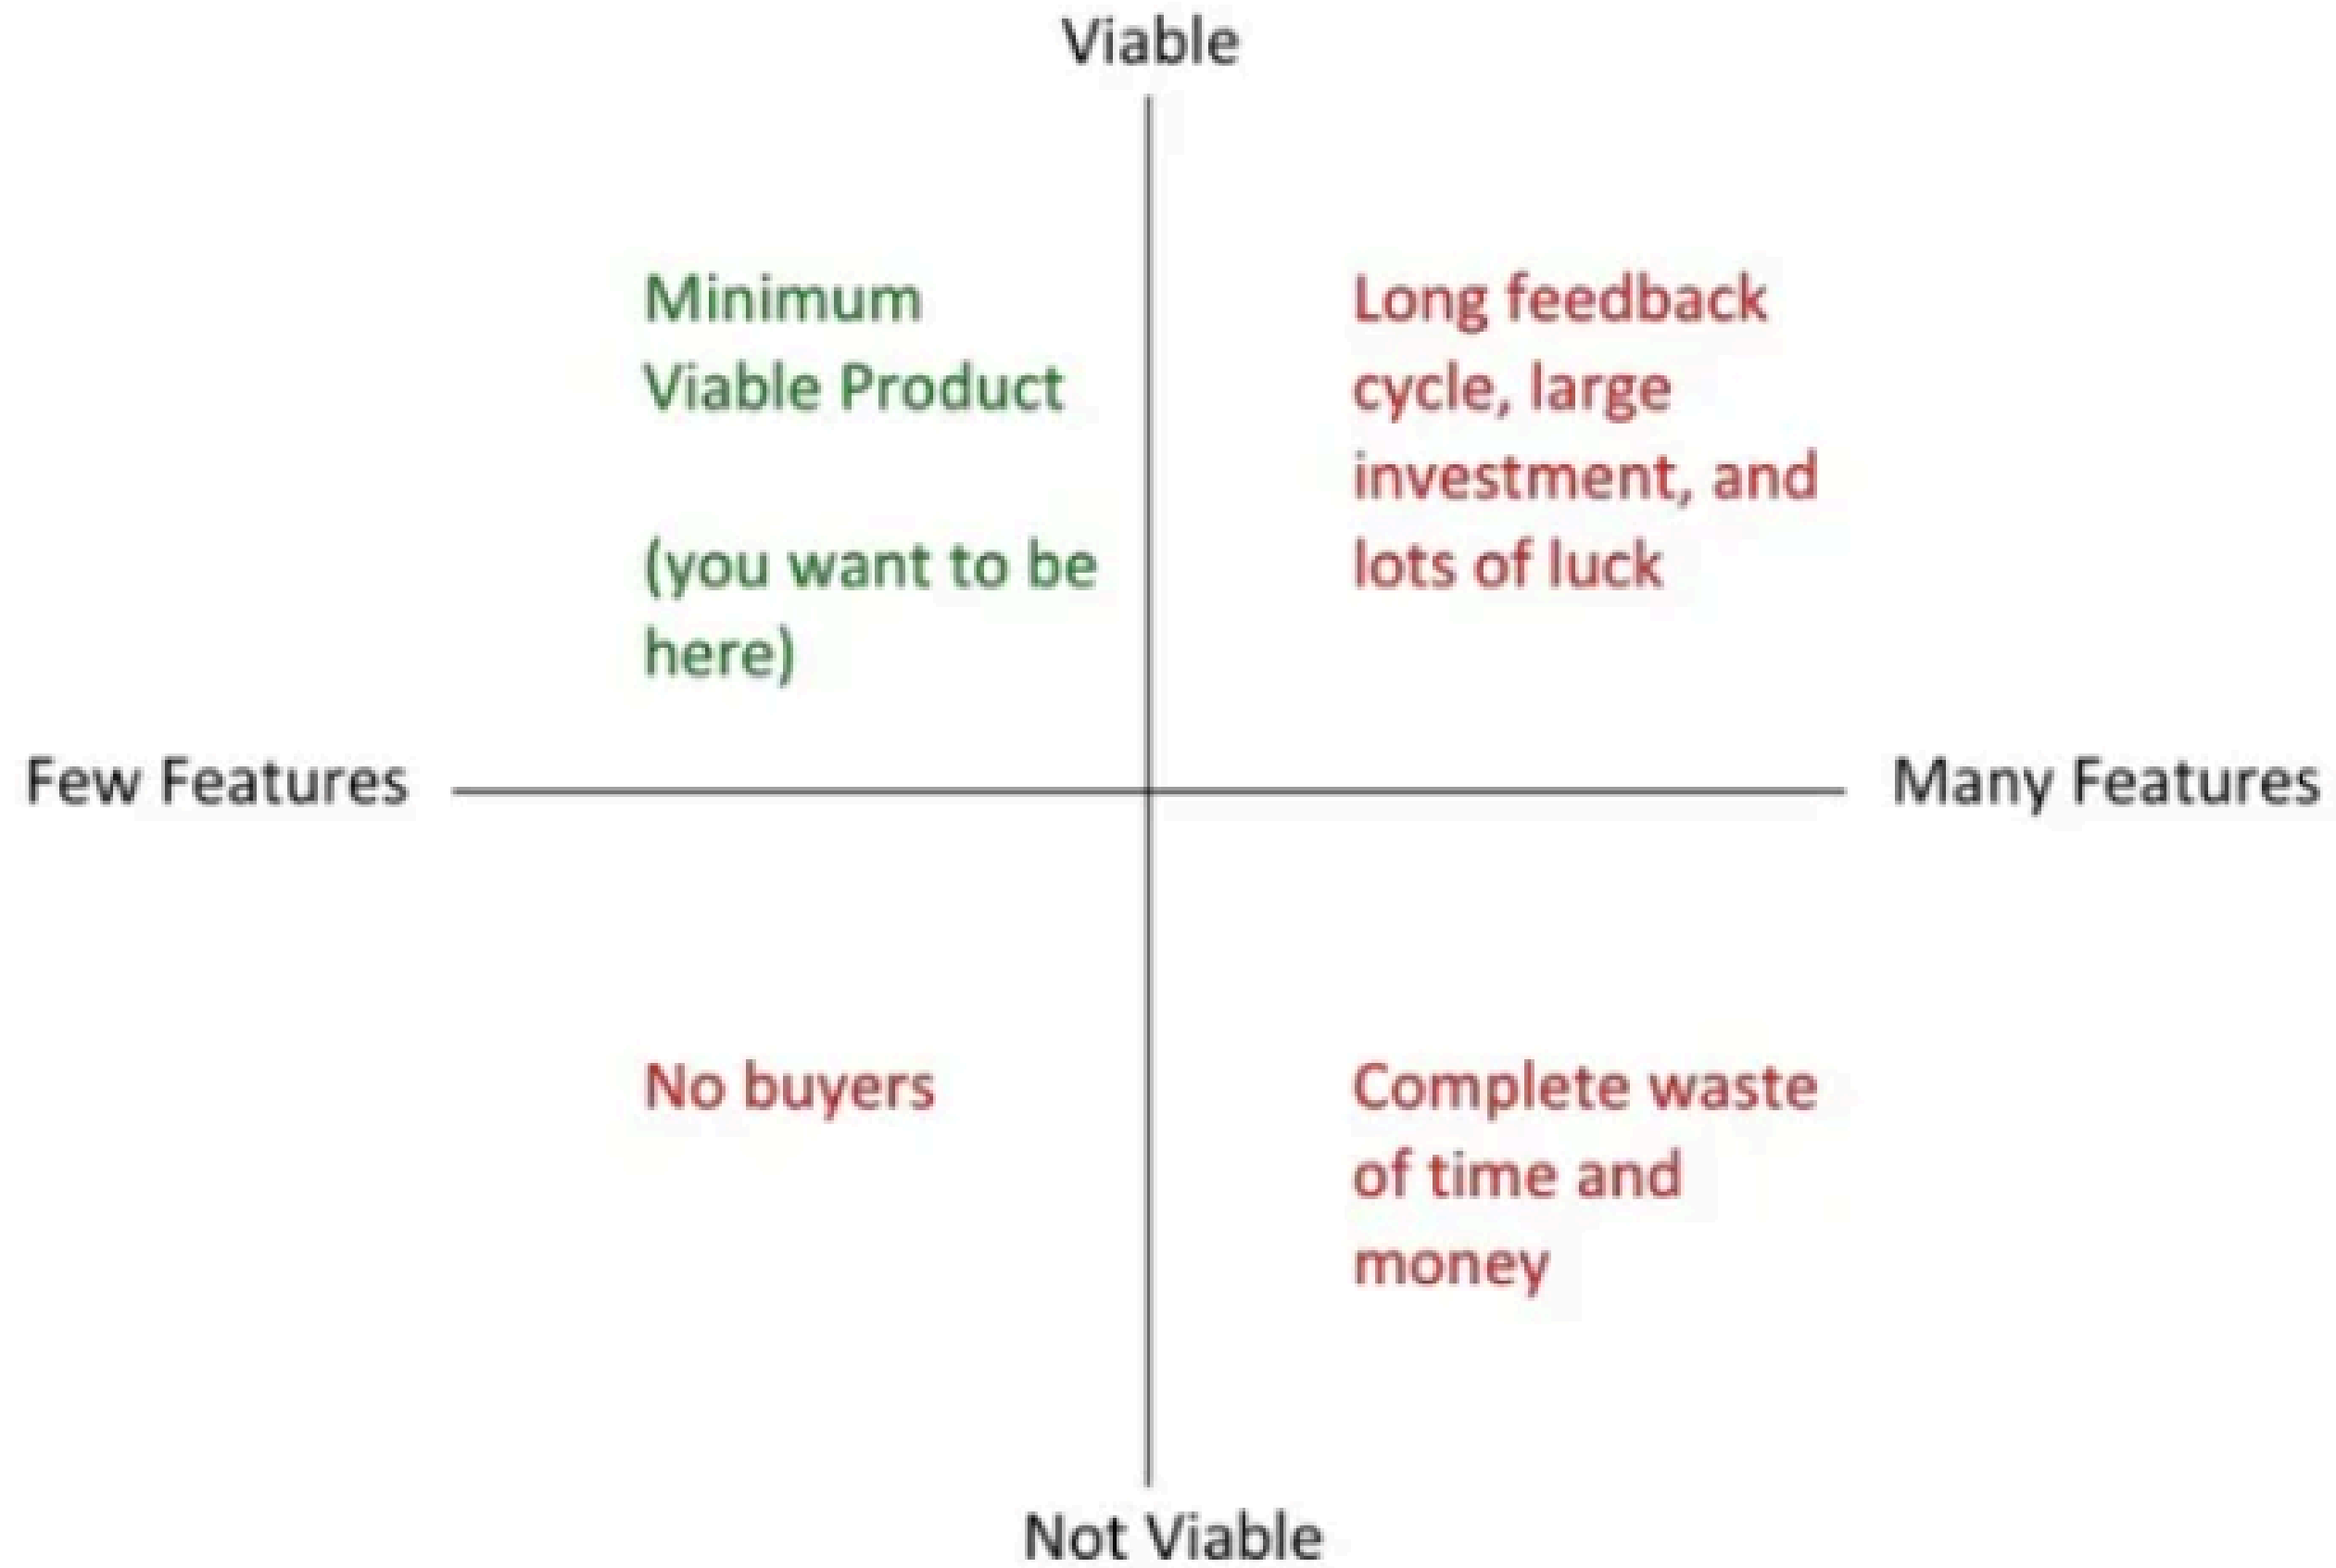 Viable
Minimum
Viable Product
(you want to be
here)
Long feedback
cycle, large
investment, and
lots of luck
Few Features
Many Features
No buyers
Complete waste
of time and
money
Not Viable